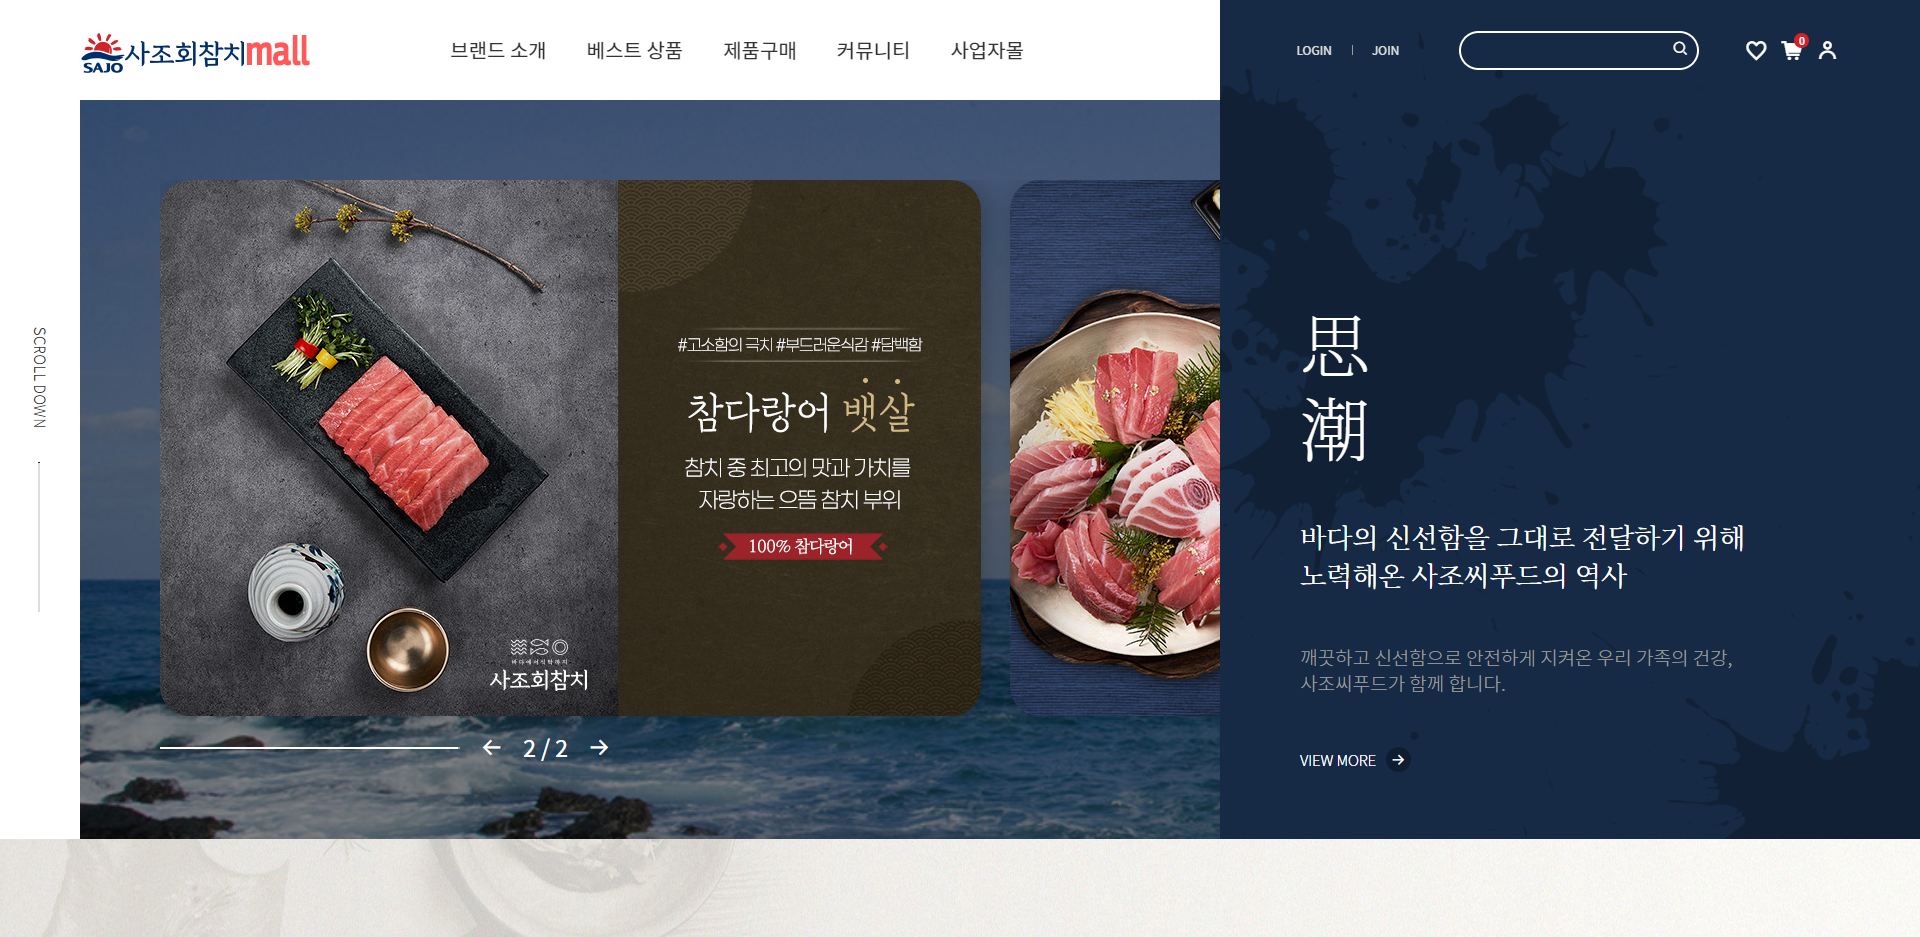 SAJO 사조회참치mall
브랜드 소개 베스트 상품 제품구매 커뮤니티 사업자몰
LOGIN | JOIN
0
SCROLL DOWN
#고소함의 극치 #부드러운식감 #담백함
참다랑어 뱃살
참치 중 최고의 맛과 가치를
자랑하는 으뜸 참치 부위
100% 참다랑어
바다에서식탁까지
사조회참치
2 / 2
思
潮
바다의 신선함을 그대로 전달하기 위해
노력해온 사조씨푸드의 역사
깨끗하고 신선함으로 안전하게 지켜온 우리 가족의 건강,
사조씨푸드가 함께 합니다.
VIEW MORE